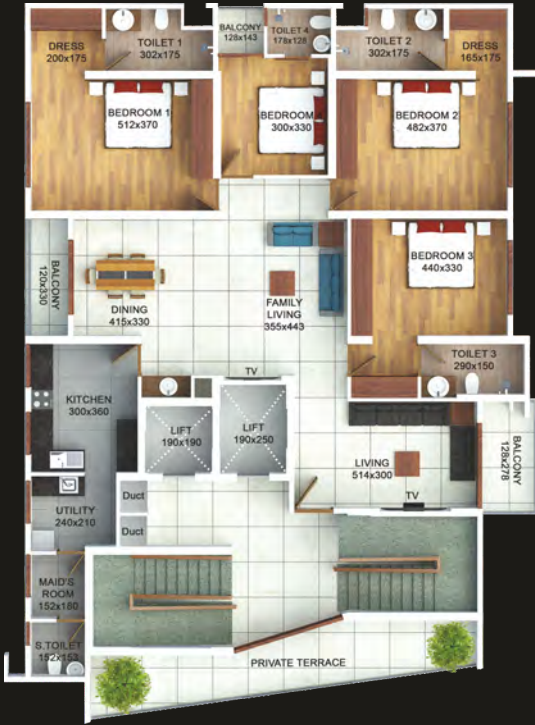 BALCONY
128x143
TOILET 4
178x128
DRESS
200x175
TOILET 1
302x175
TOILET 2
302x175
DRESS
165x175
BEDROOM 1
512x370
BEDROOM
300x330
BEDROOM 2
482x370
BALCONY
120x330
DINING
415x330
FAMILY
LIVING
355x443
BEDROOM 3
440x330
TOILET 3
290x150
TV
KITCHEN
300x360
LIFT
190x190
LIFT
190x250
LIVING
514x300
BALCONY
128x278
TV
UTILITY
240x210
Duct
Duct
MAID'S
ROOM
152x180
S.TOILET
152x153
PRIVATE TERRACE